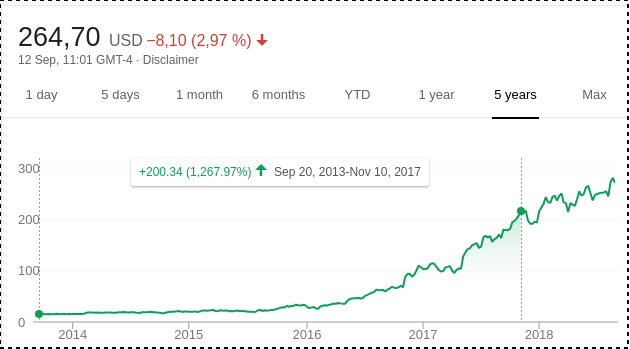 264,70 USD −8,10 (2,97 %)
12 Sep, 11:01 GMT-4 · Disclaimer
1 day 5 days 1 month 6 months YTD 1 year 5 years Max
+200.34 (1,267.97%) Sep 20, 2013-Nov 10, 2017
300
200
100
0
2014 2015 2016 2017 2018